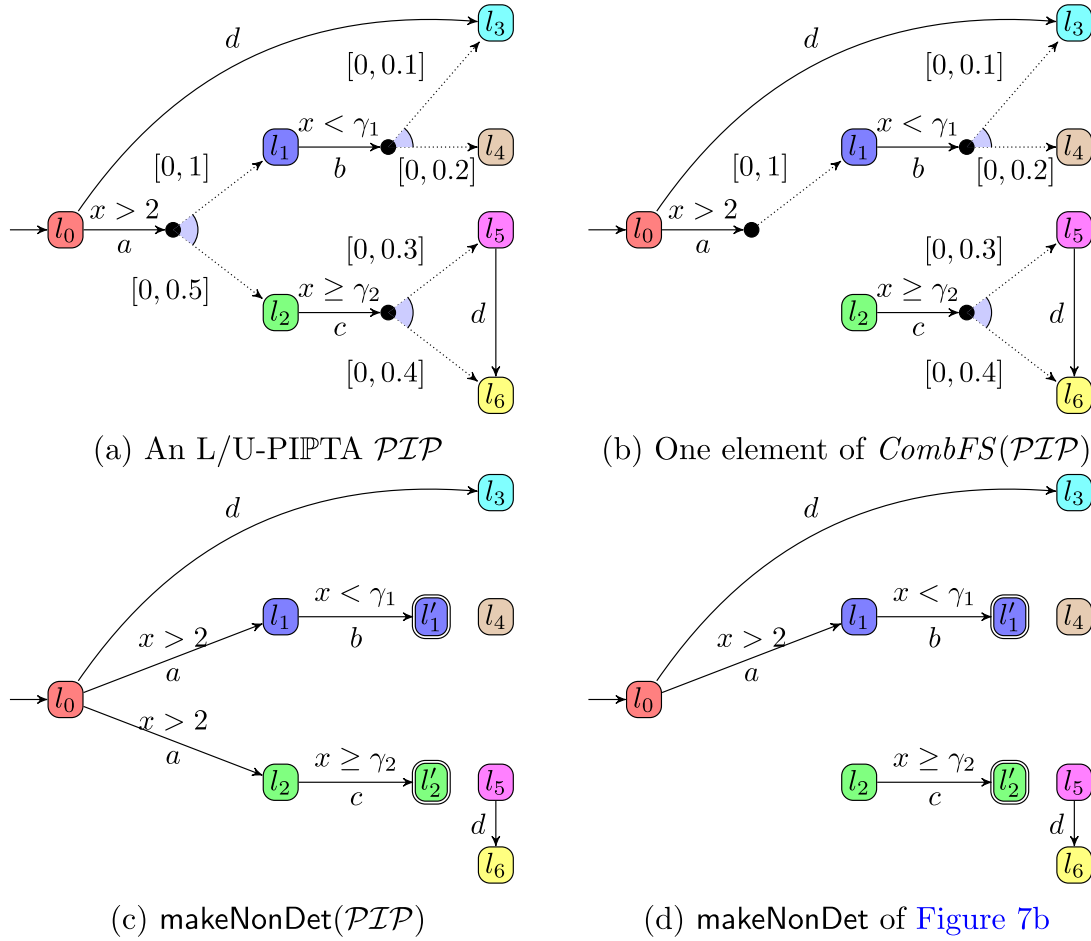 d
l₃
[0, 0.1]
[0, 1]
l₁
x < γ₁
b
l₄
[0, 0.2]
l₀
x > 2
a
l₅
[0, 0.3]
[0, 0.5]
l₂
x ≥ γ₂
c
d
[0, 0.4]
l₆
(a) An L/U-PIℙTA 𝒫ℐ𝒫
d
l₃
[0, 0.1]
[0, 1]
l₁
x < γ₁
b
l₄
[0, 0.2]
l₀
x > 2
a
l₅
[0, 0.3]
l₂
x ≥ γ₂
c
d
[0, 0.4]
l₆
(b) One element of CombFS(𝒫ℐ𝒫)
d
l₃
l₁
x < γ₁
b
l′₁
l₄
x > 2
a
l₀
x > 2
a
l₂
x ≥ γ₂
c
l′₂
l₅
d
l₆
(c) makeNonDet(𝒫ℐ𝒫)
d
l₃
l₁
x < γ₁
b
l′₁
l₄
x > 2
a
l₀
l₂
x ≥ γ₂
c
l′₂
l₅
d
l₆
(d) makeNonDet of Figure 7b